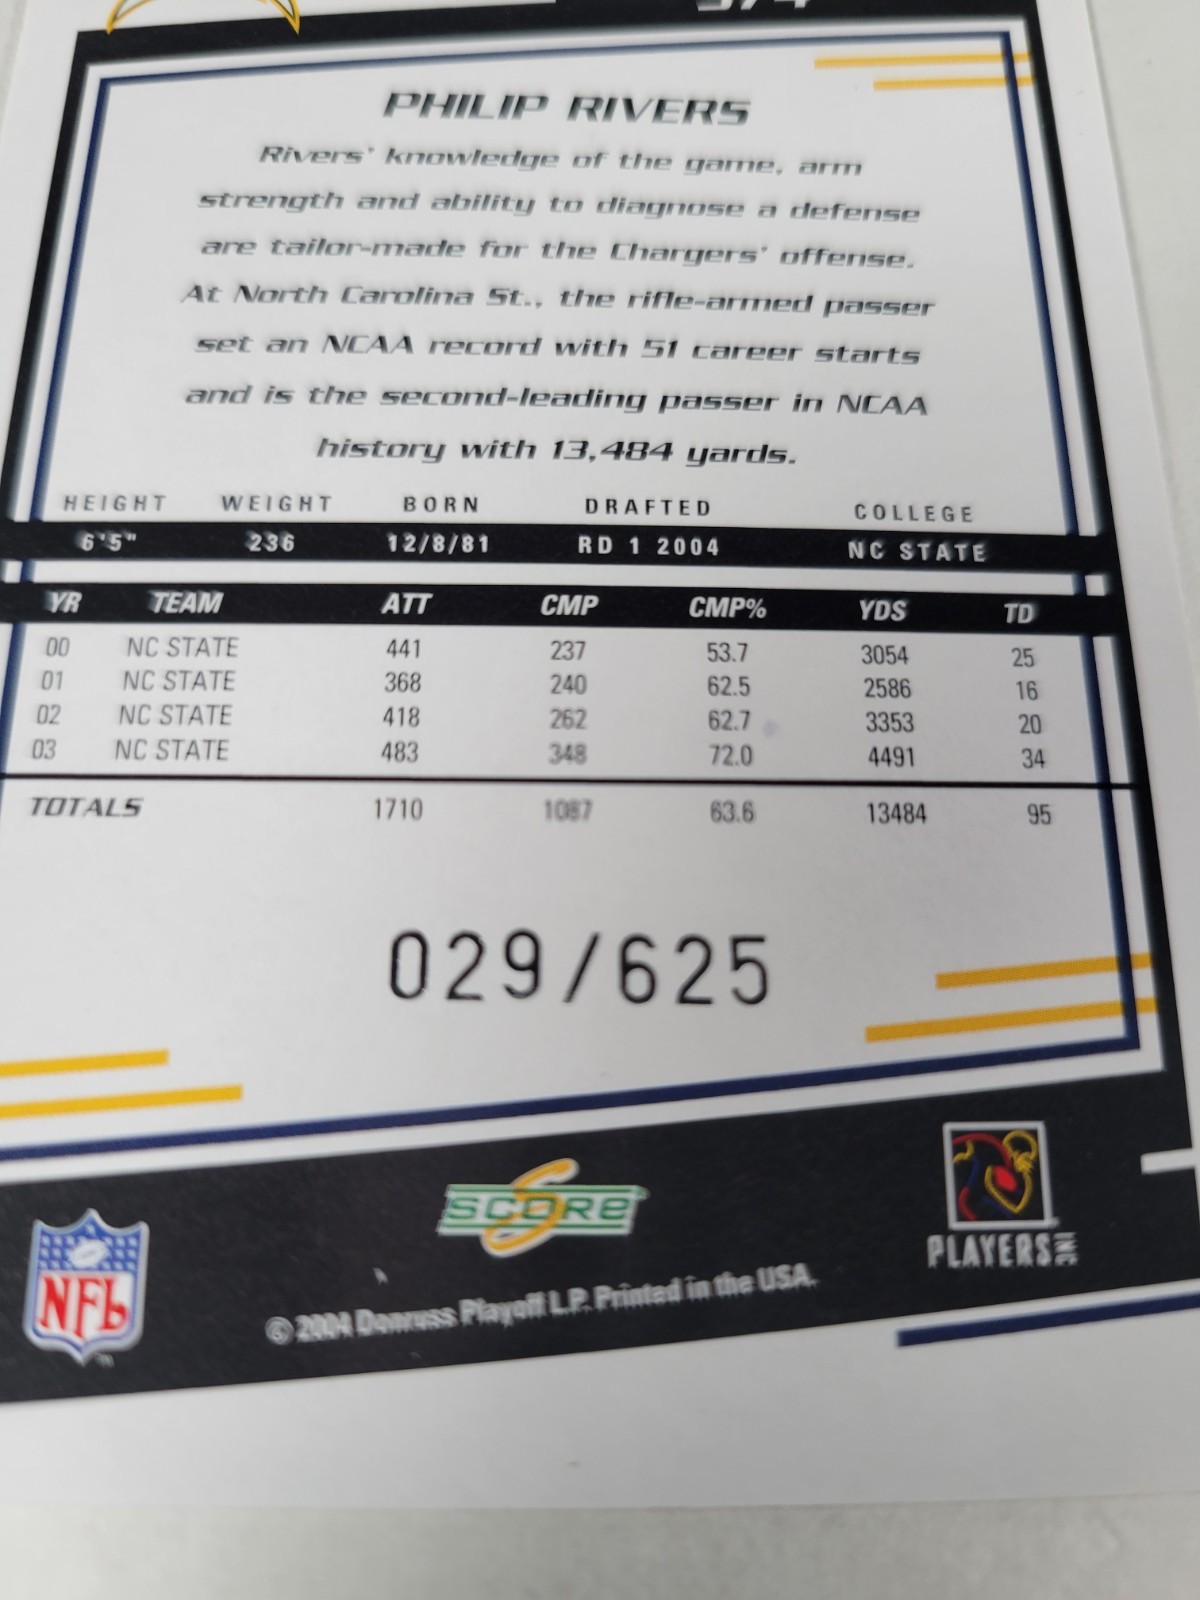 PHILIP RIVERS
Rivers' knowledge of the game, arm
strength and ability to diagnose a defense
are tailor-made for the Chargers' offense.
At North Carolina St., the rifle-armed passer
set an NCAA record with 51 career starts
and is the second-leading passer in NCAA
history with 13,484 yards.
HEIGHT WEIGHT BORN DRAFTED COLLEGE
6'5" 236 12/8/81 RD 1 2004 NC STATE
YR TEAM ATT CMP CMP% YDS TD
00 NC STATE 441 237 53.7 3054 25
01 NC STATE 368 240 62.5 2586 16
02 NC STATE 418 262 62.7 3353 20
03 NC STATE 483 348 72.0 4491 34
TOTALS 1710 1087 63.6 13484 95
029/625
NFL
SCORE
PLAYERS INC
© 2004 Donruss Playoff L.P. Printed in the USA.